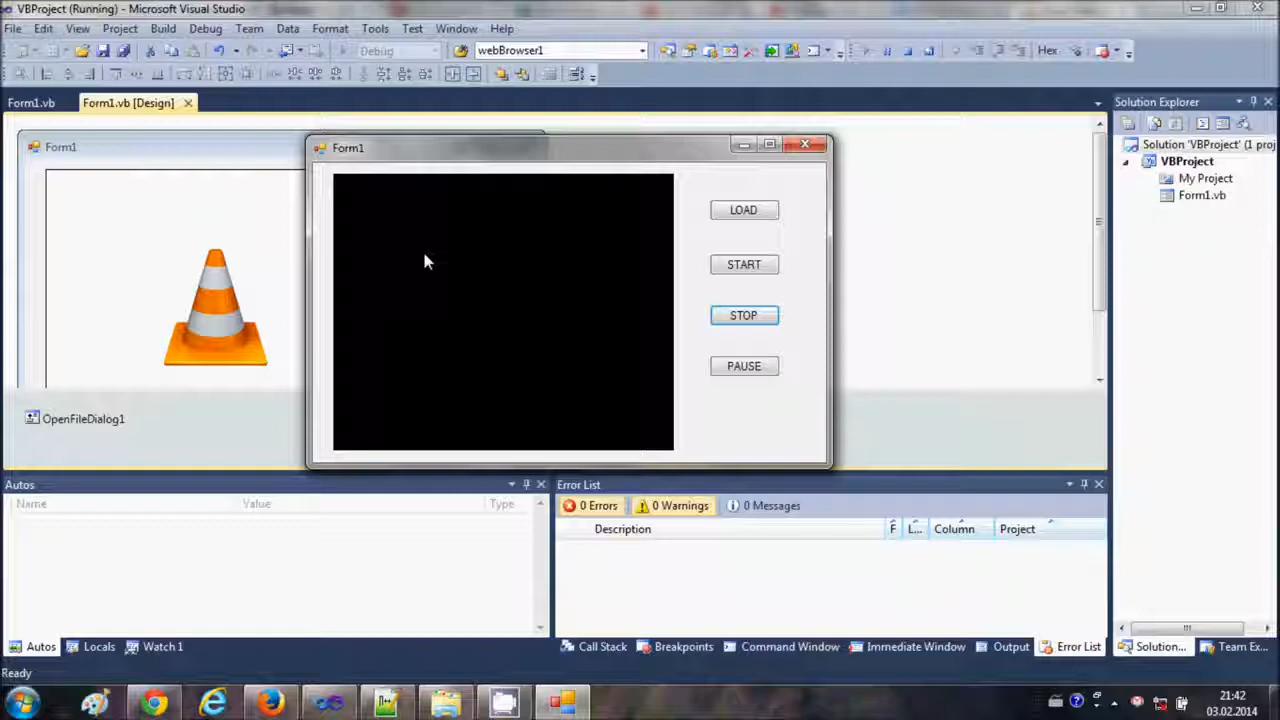 VBProject (Running) - Microsoft Visual Studio
File Edit View Project Build Debug Team Data Format Tools Test Window Help
Debug webBrowser1 Hex
Form1.vb Form1.vb [Design] Solution Explorer
Form1 Form1 Solution 'VBProject' (1 proj
VBProject
My Project
Form1.vb
LOAD
START
STOP
PAUSE
OpenFileDialog1
Autos Error List
Name Value Type 0 Errors 0 Warnings 0 Messages
Description F L... Column Project
Autos Locals Watch 1 Call Stack Breakpoints Command Window Immediate Window Output Error List Solution... Team Ex...
Ready
21:42
03.02.2014